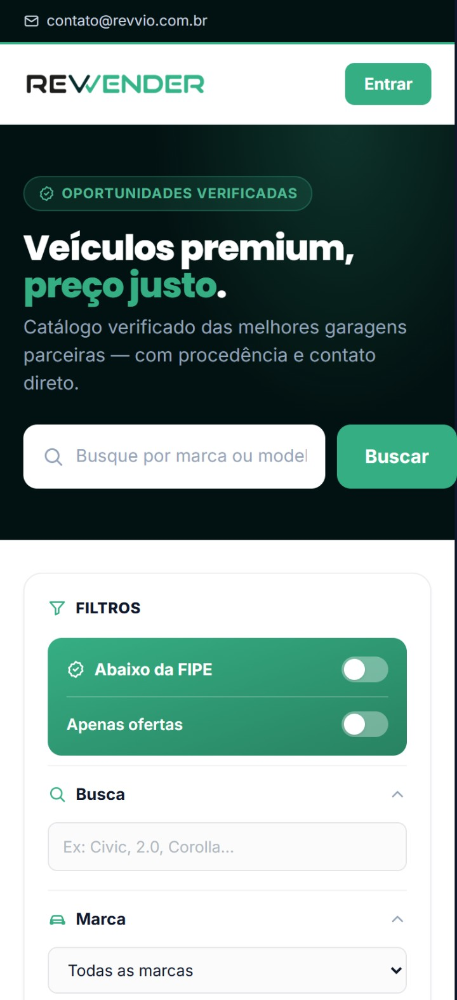 contato@revvio.com.br
REVVENDER
Entrar
OPORTUNIDADES VERIFICADAS
Veículos premium,
preço justo.
Catálogo verificado das melhores garagens
parceiras — com procedência e contato
direto.
Busque por marca ou model
Buscar
FILTROS
Abaixo da FIPE
Apenas ofertas
Busca
Ex: Civic, 2.0, Corolla...
Marca
Todas as marcas